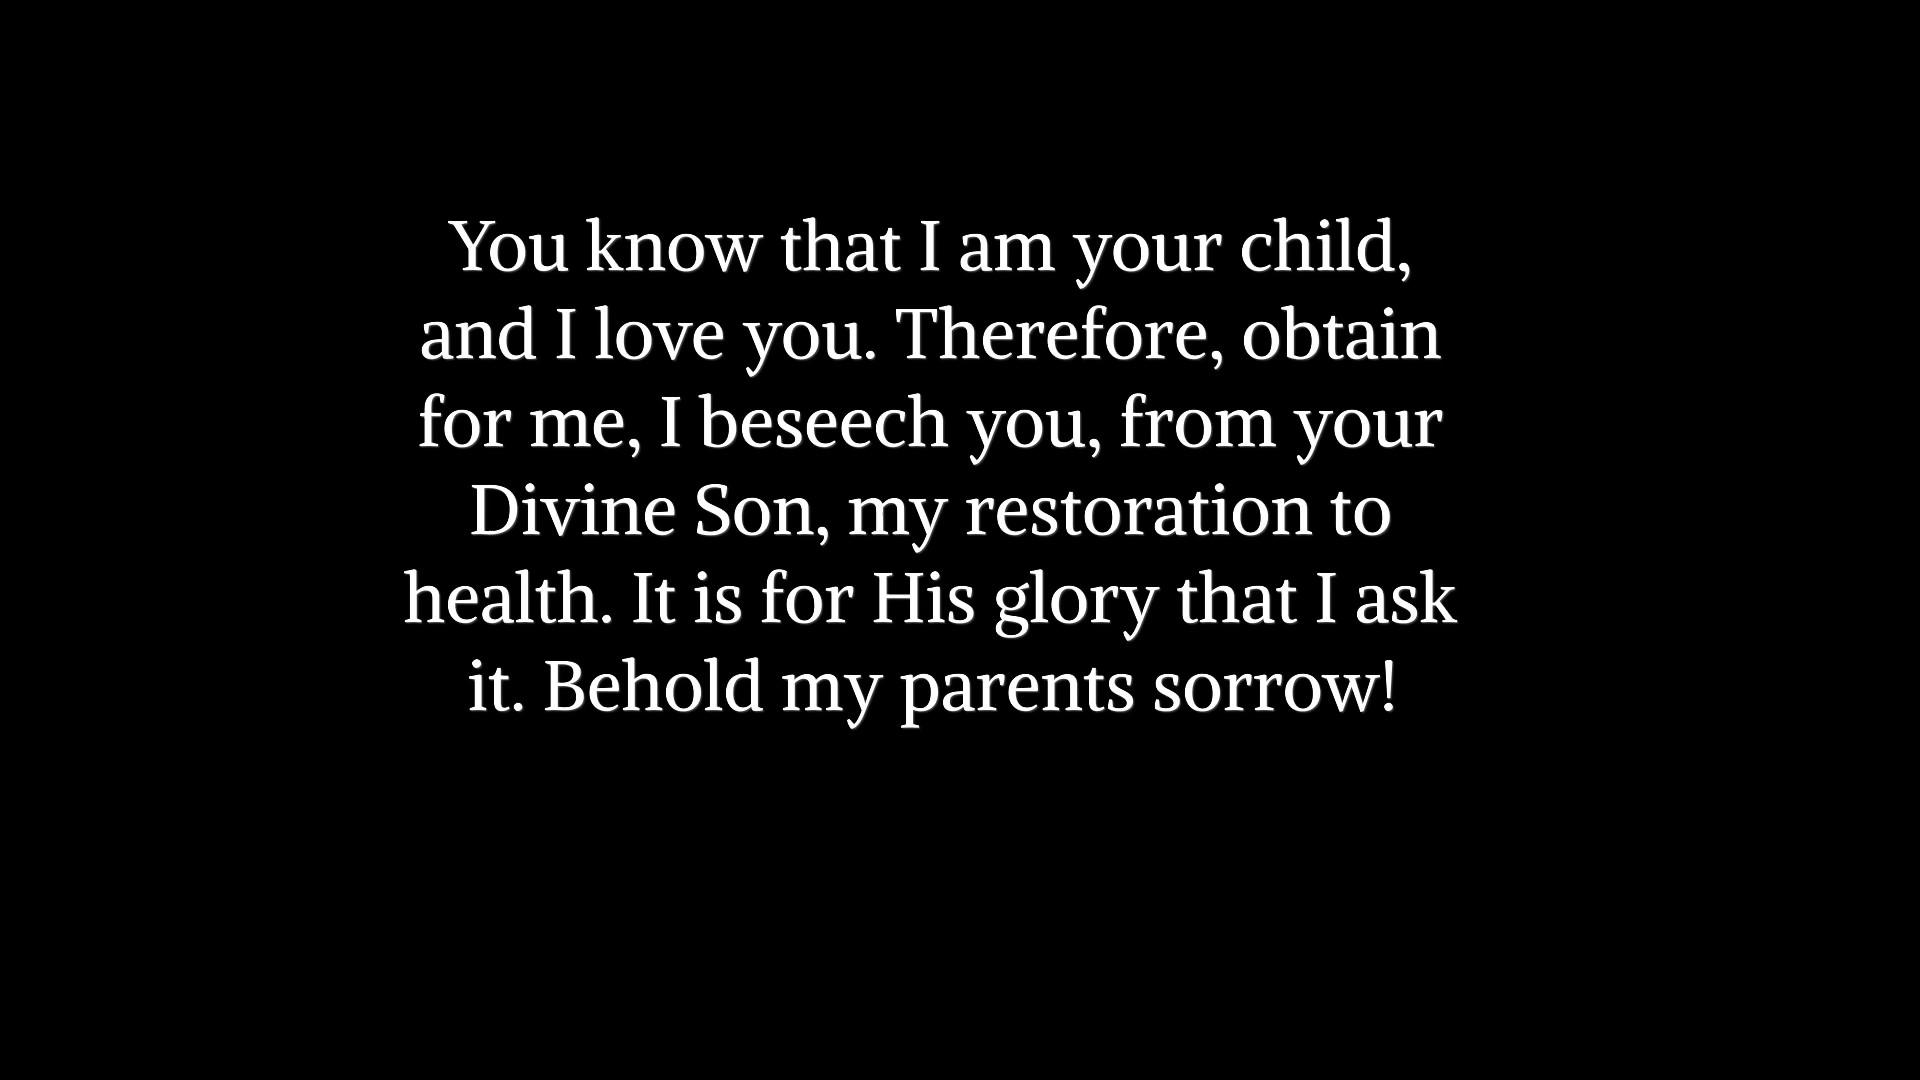 You know that I am your child,
and I love you. Therefore, obtain
for me, I beseech you, from your
Divine Son, my restoration to
health. It is for His glory that I ask
it. Behold my parents sorrow!